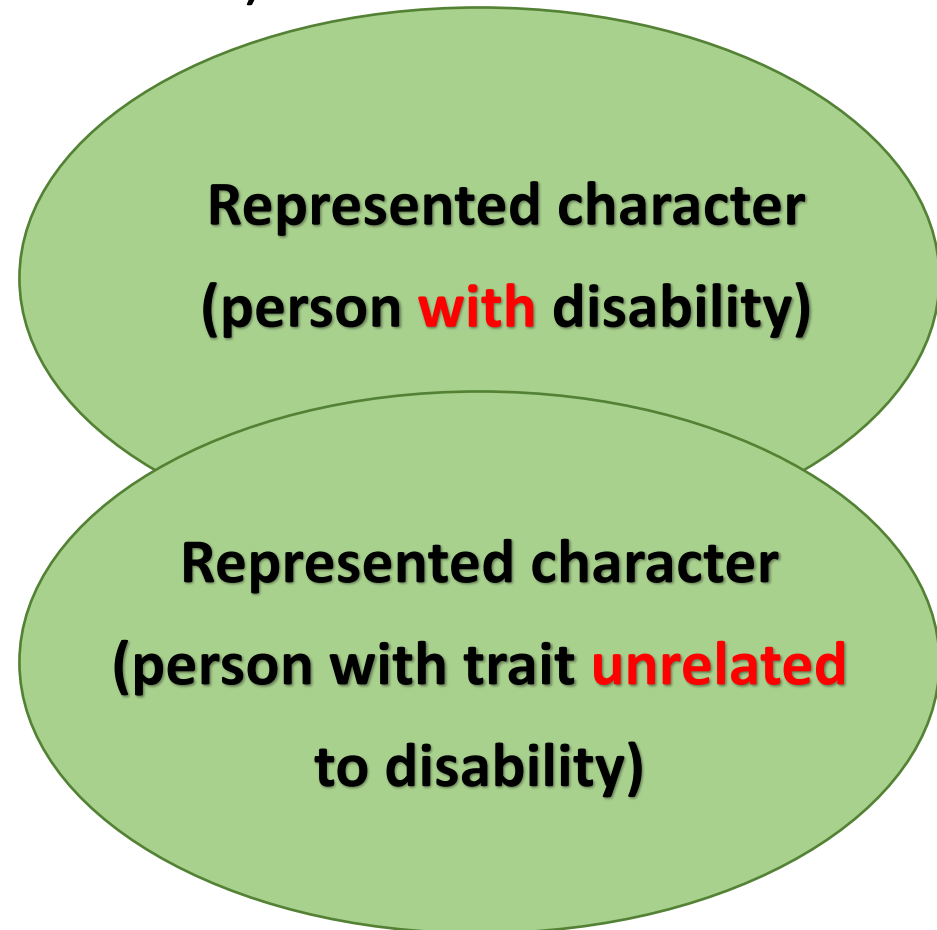 Represented character
(person with disability)
Represented character
(person with trait unrelated
to disability)